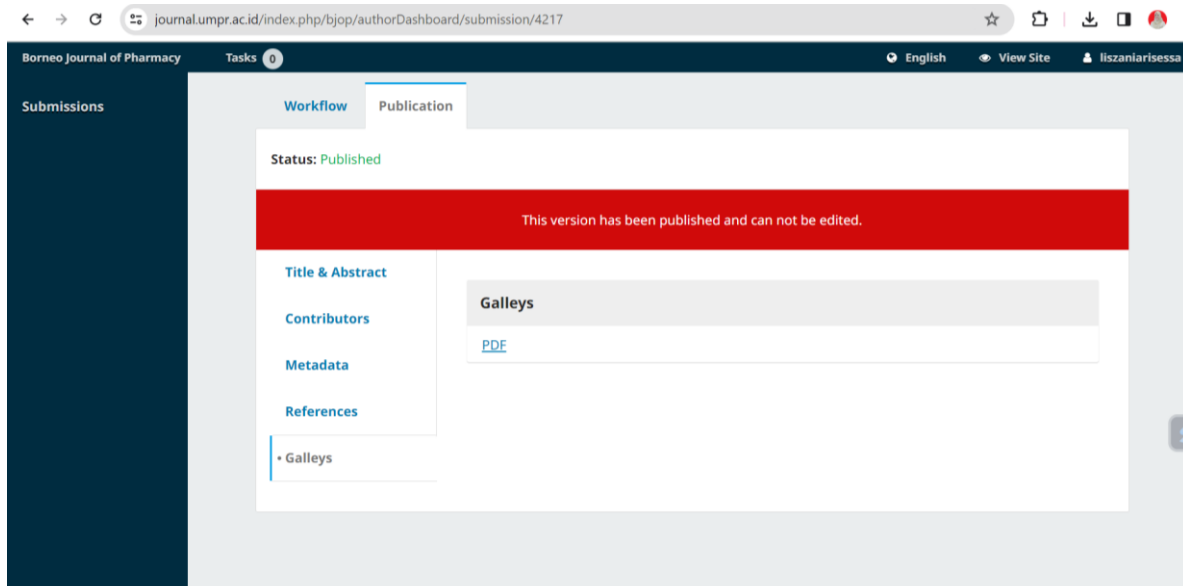 journal.umpr.ac.id/index.php/bjop/authorDashboard/submission/4217
Borneo Journal of Pharmacy Tasks 0 English View Site liszaniarisessa
Submissions
Workflow Publication
Status: Published
This version has been published and can not be edited.
Title & Abstract
Contributors
Metadata
References
• Galleys
Galleys
PDF